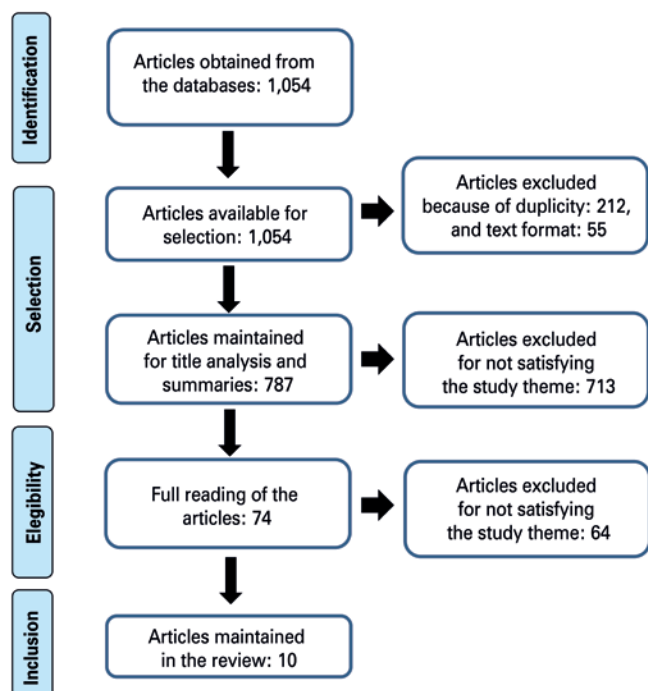 Identification
Articles obtained from
the databases: 1,054
Selection
Articles available for
selection: 1,054
Articles excluded
because of duplicity: 212,
and text format: 55
Articles maintained
for title analysis and
summaries: 787
Articles excluded
for not satisfying
the study theme: 713
Elegibility
Full reading of the
articles: 74
Articles excluded
for not satisfying
the study theme: 64
Inclusion
Articles maintained
in the review: 10